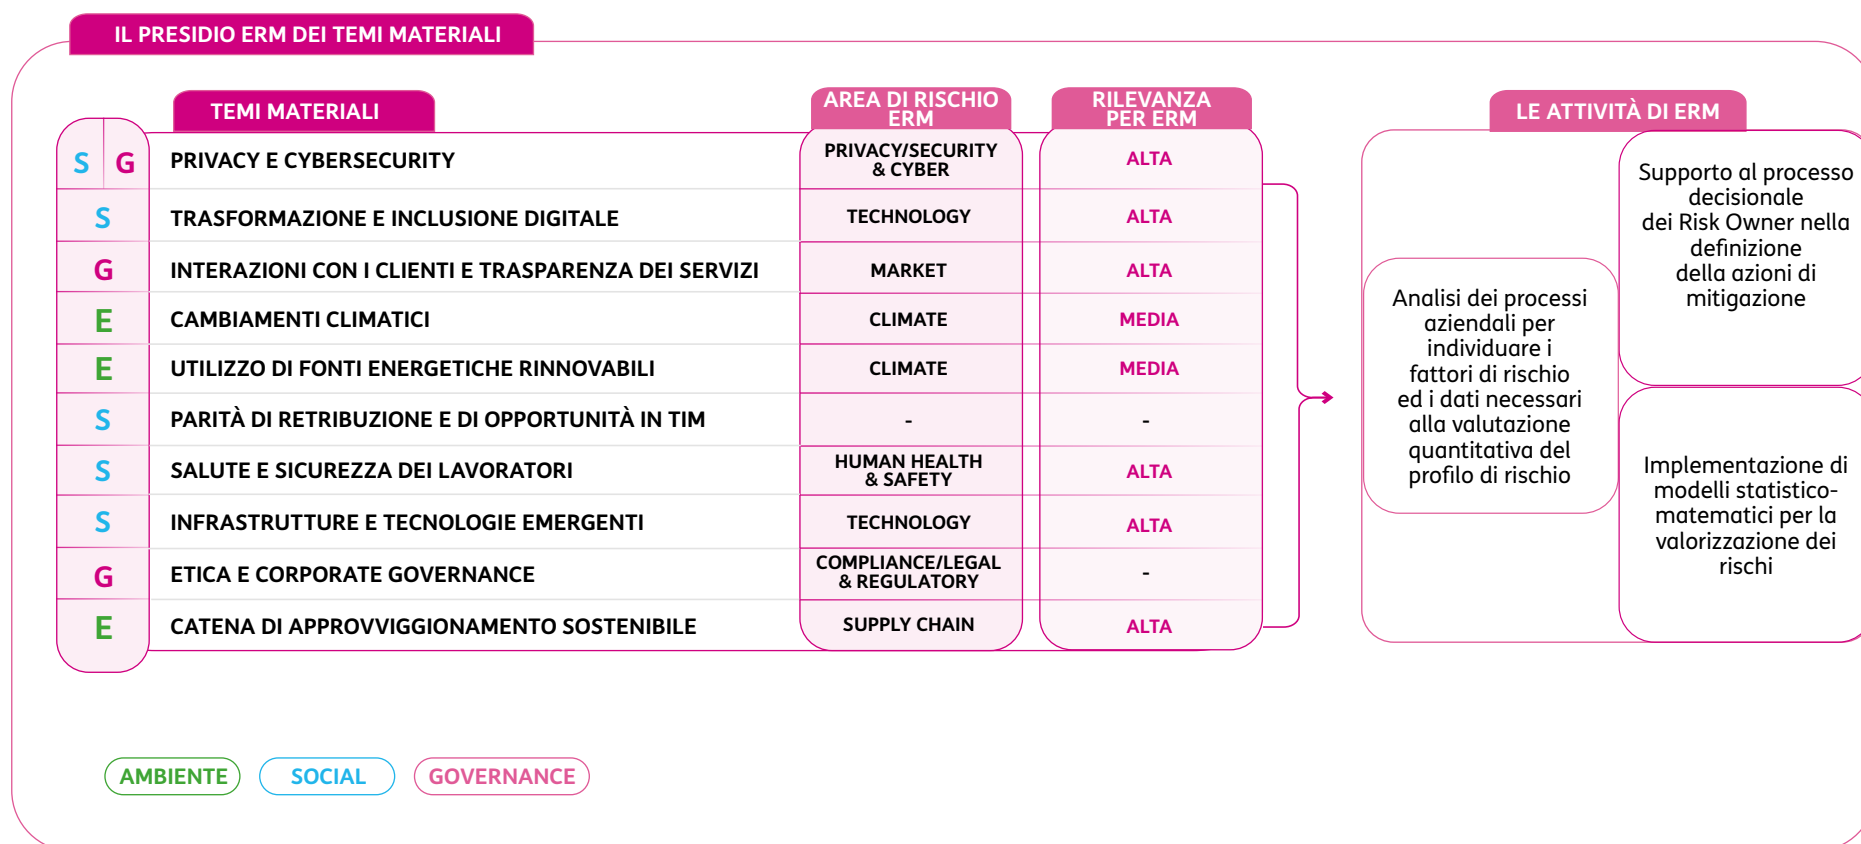 IL PRESIDIO ERM DEI TEMI MATERIALI
TEMI MATERIALI
AREA DI RISCHIO
ERM
RILEVANZA
PER ERM
LE ATTIVITÀ DI ERM
S G PRIVACY E CYBERSECURITY
PRIVACY/SECURITY
& CYBER
ALTA
S TRASFORMAZIONE E INCLUSIONE DIGITALE TECHNOLOGY ALTA
G INTERAZIONI CON I CLIENTI E TRASPARENZA DEI SERVIZI MARKET ALTA
E CAMBIAMENTI CLIMATICI CLIMATE MEDIA
E UTILIZZO DI FONTI ENERGETICHE RINNOVABILI CLIMATE MEDIA
S PARITÀ DI RETRIBUZIONE E DI OPPORTUNITÀ IN TIM - -
S SALUTE E SICUREZZA DEI LAVORATORI
HUMAN HEALTH
& SAFETY
ALTA
S INFRASTRUTTURE E TECNOLOGIE EMERGENTI TECHNOLOGY ALTA
G ETICA E CORPORATE GOVERNANCE
COMPLIANCE/LEGAL
& REGULATORY
-
E CATENA DI APPROVVIGGIONAMENTO SOSTENIBILE SUPPLY CHAIN ALTA
Analisi dei processi
aziendali per
individuare i
fattori di rischio
ed i dati necessari
alla valutazione
quantitativa del
profilo di rischio
Supporto al processo
decisionale
dei Risk Owner nella
definizione
della azioni di
mitigazione
Implementazione di
modelli statistico-
matematici per la
valorizzazione dei
rischi
AMBIENTE SOCIAL GOVERNANCE